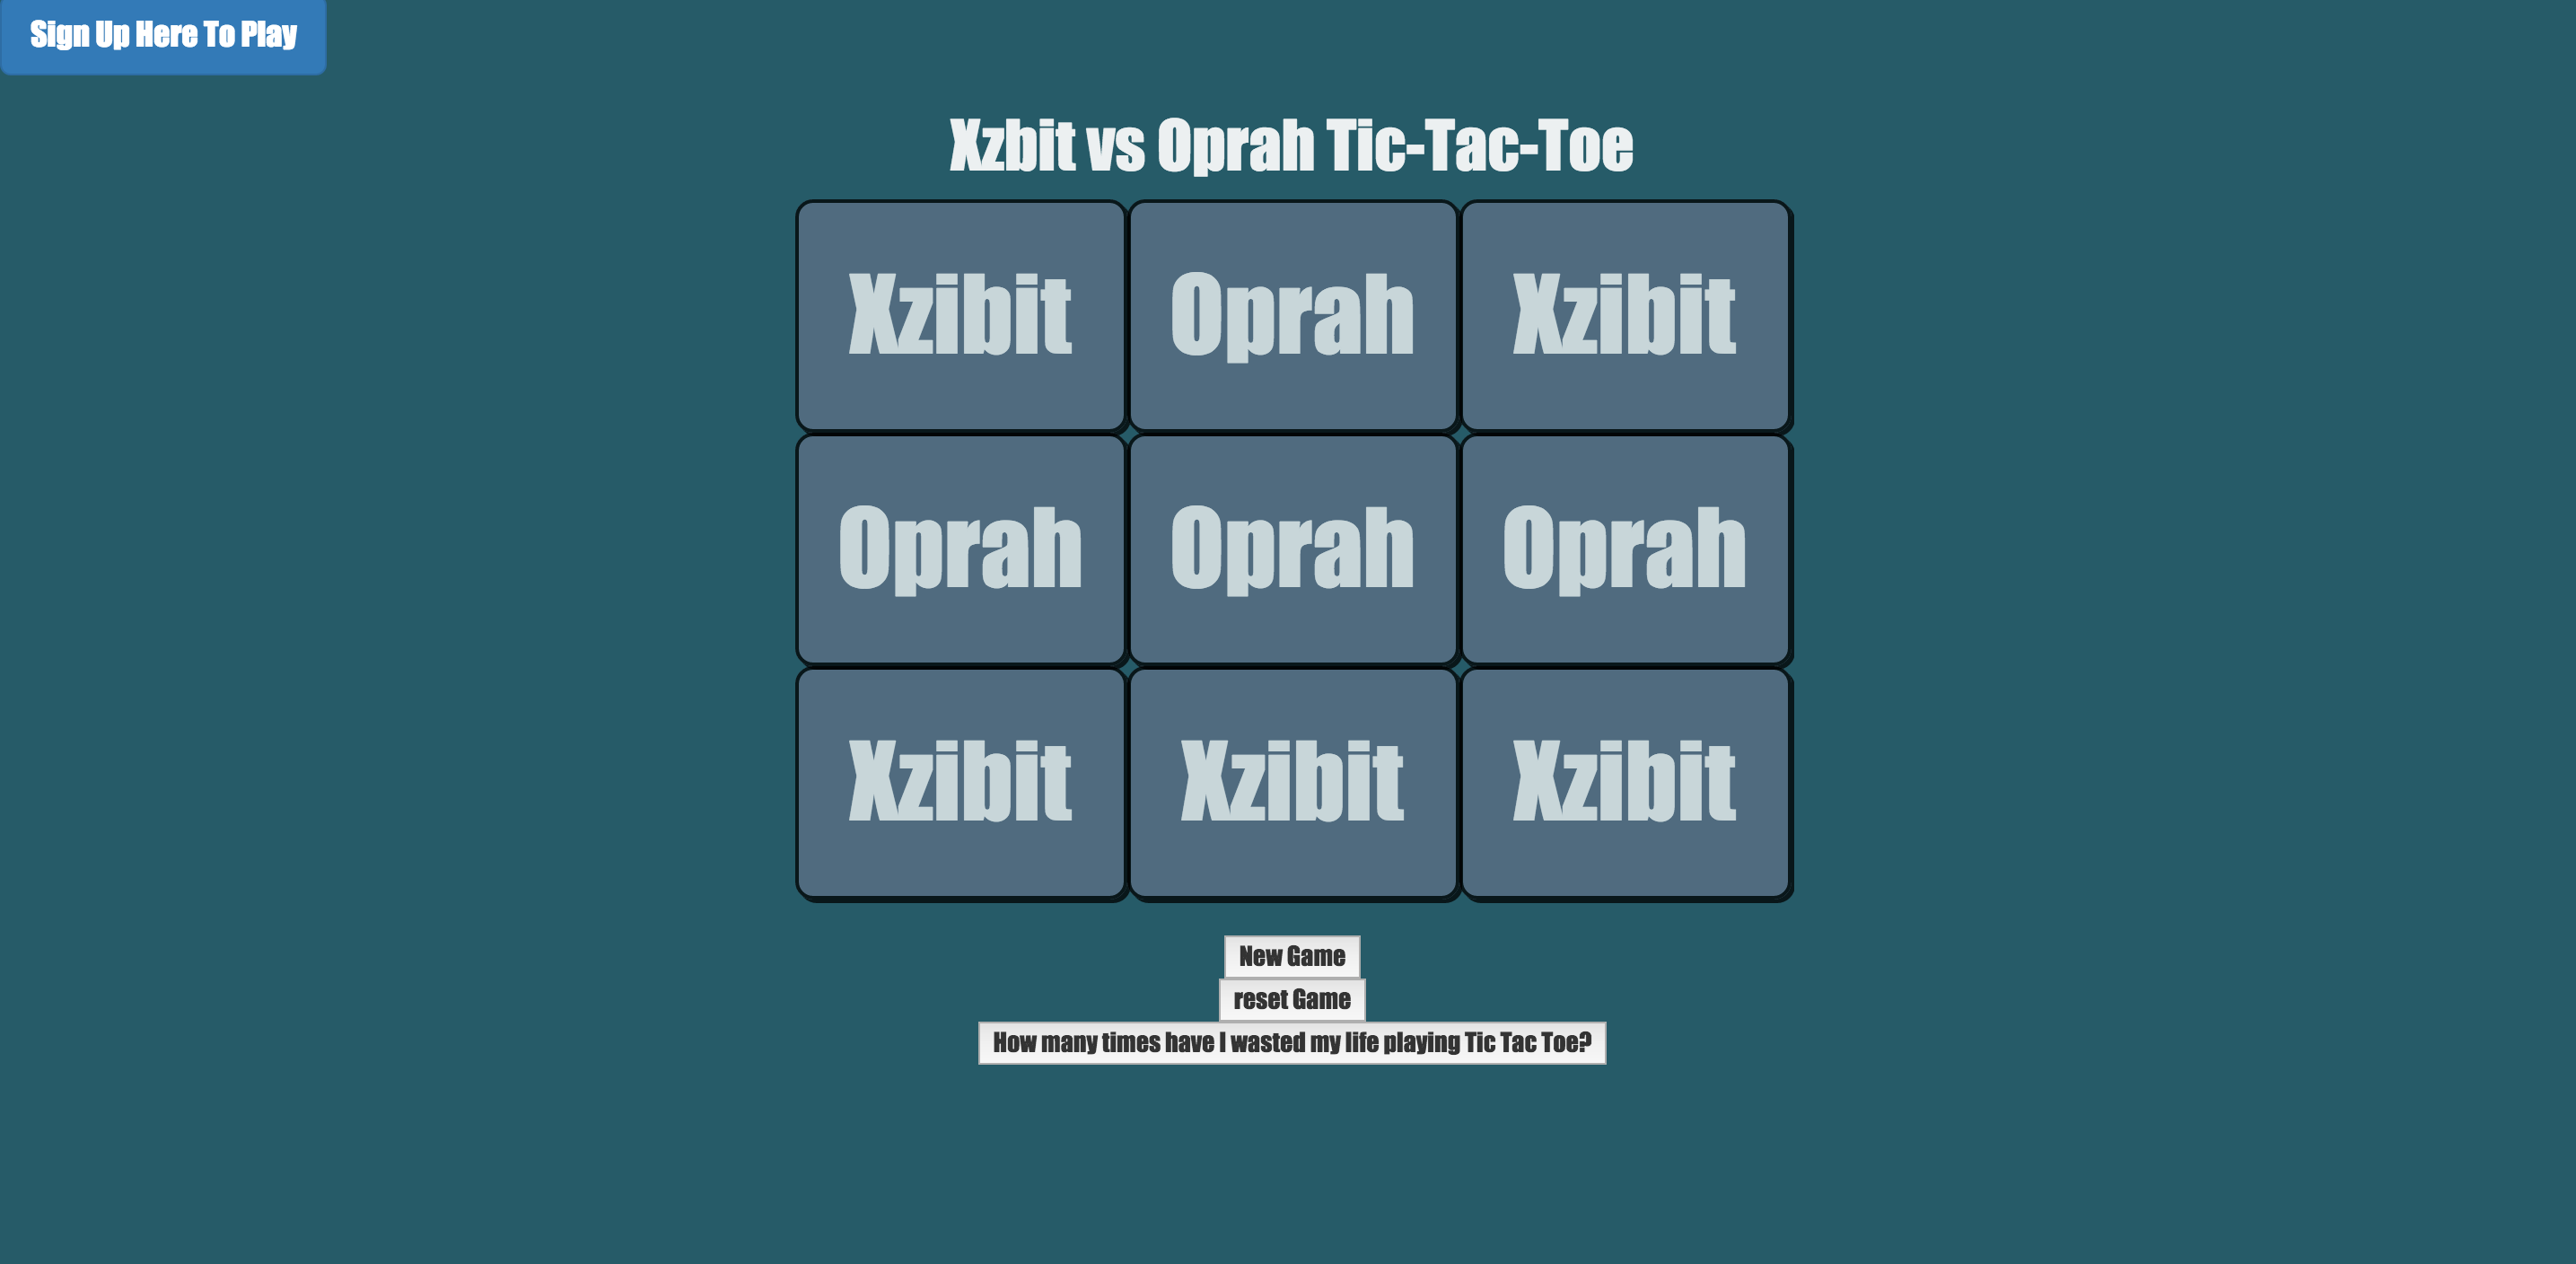 Sign Up Here To Play
Xzbit vs Oprah Tic-Tac-Toe
Xzibit Oprah Xzibit
Oprah Oprah Oprah
Xzibit Xzibit Xzibit
New Game
reset Game
How many times have I wasted my life playing Tic Tac Toe?